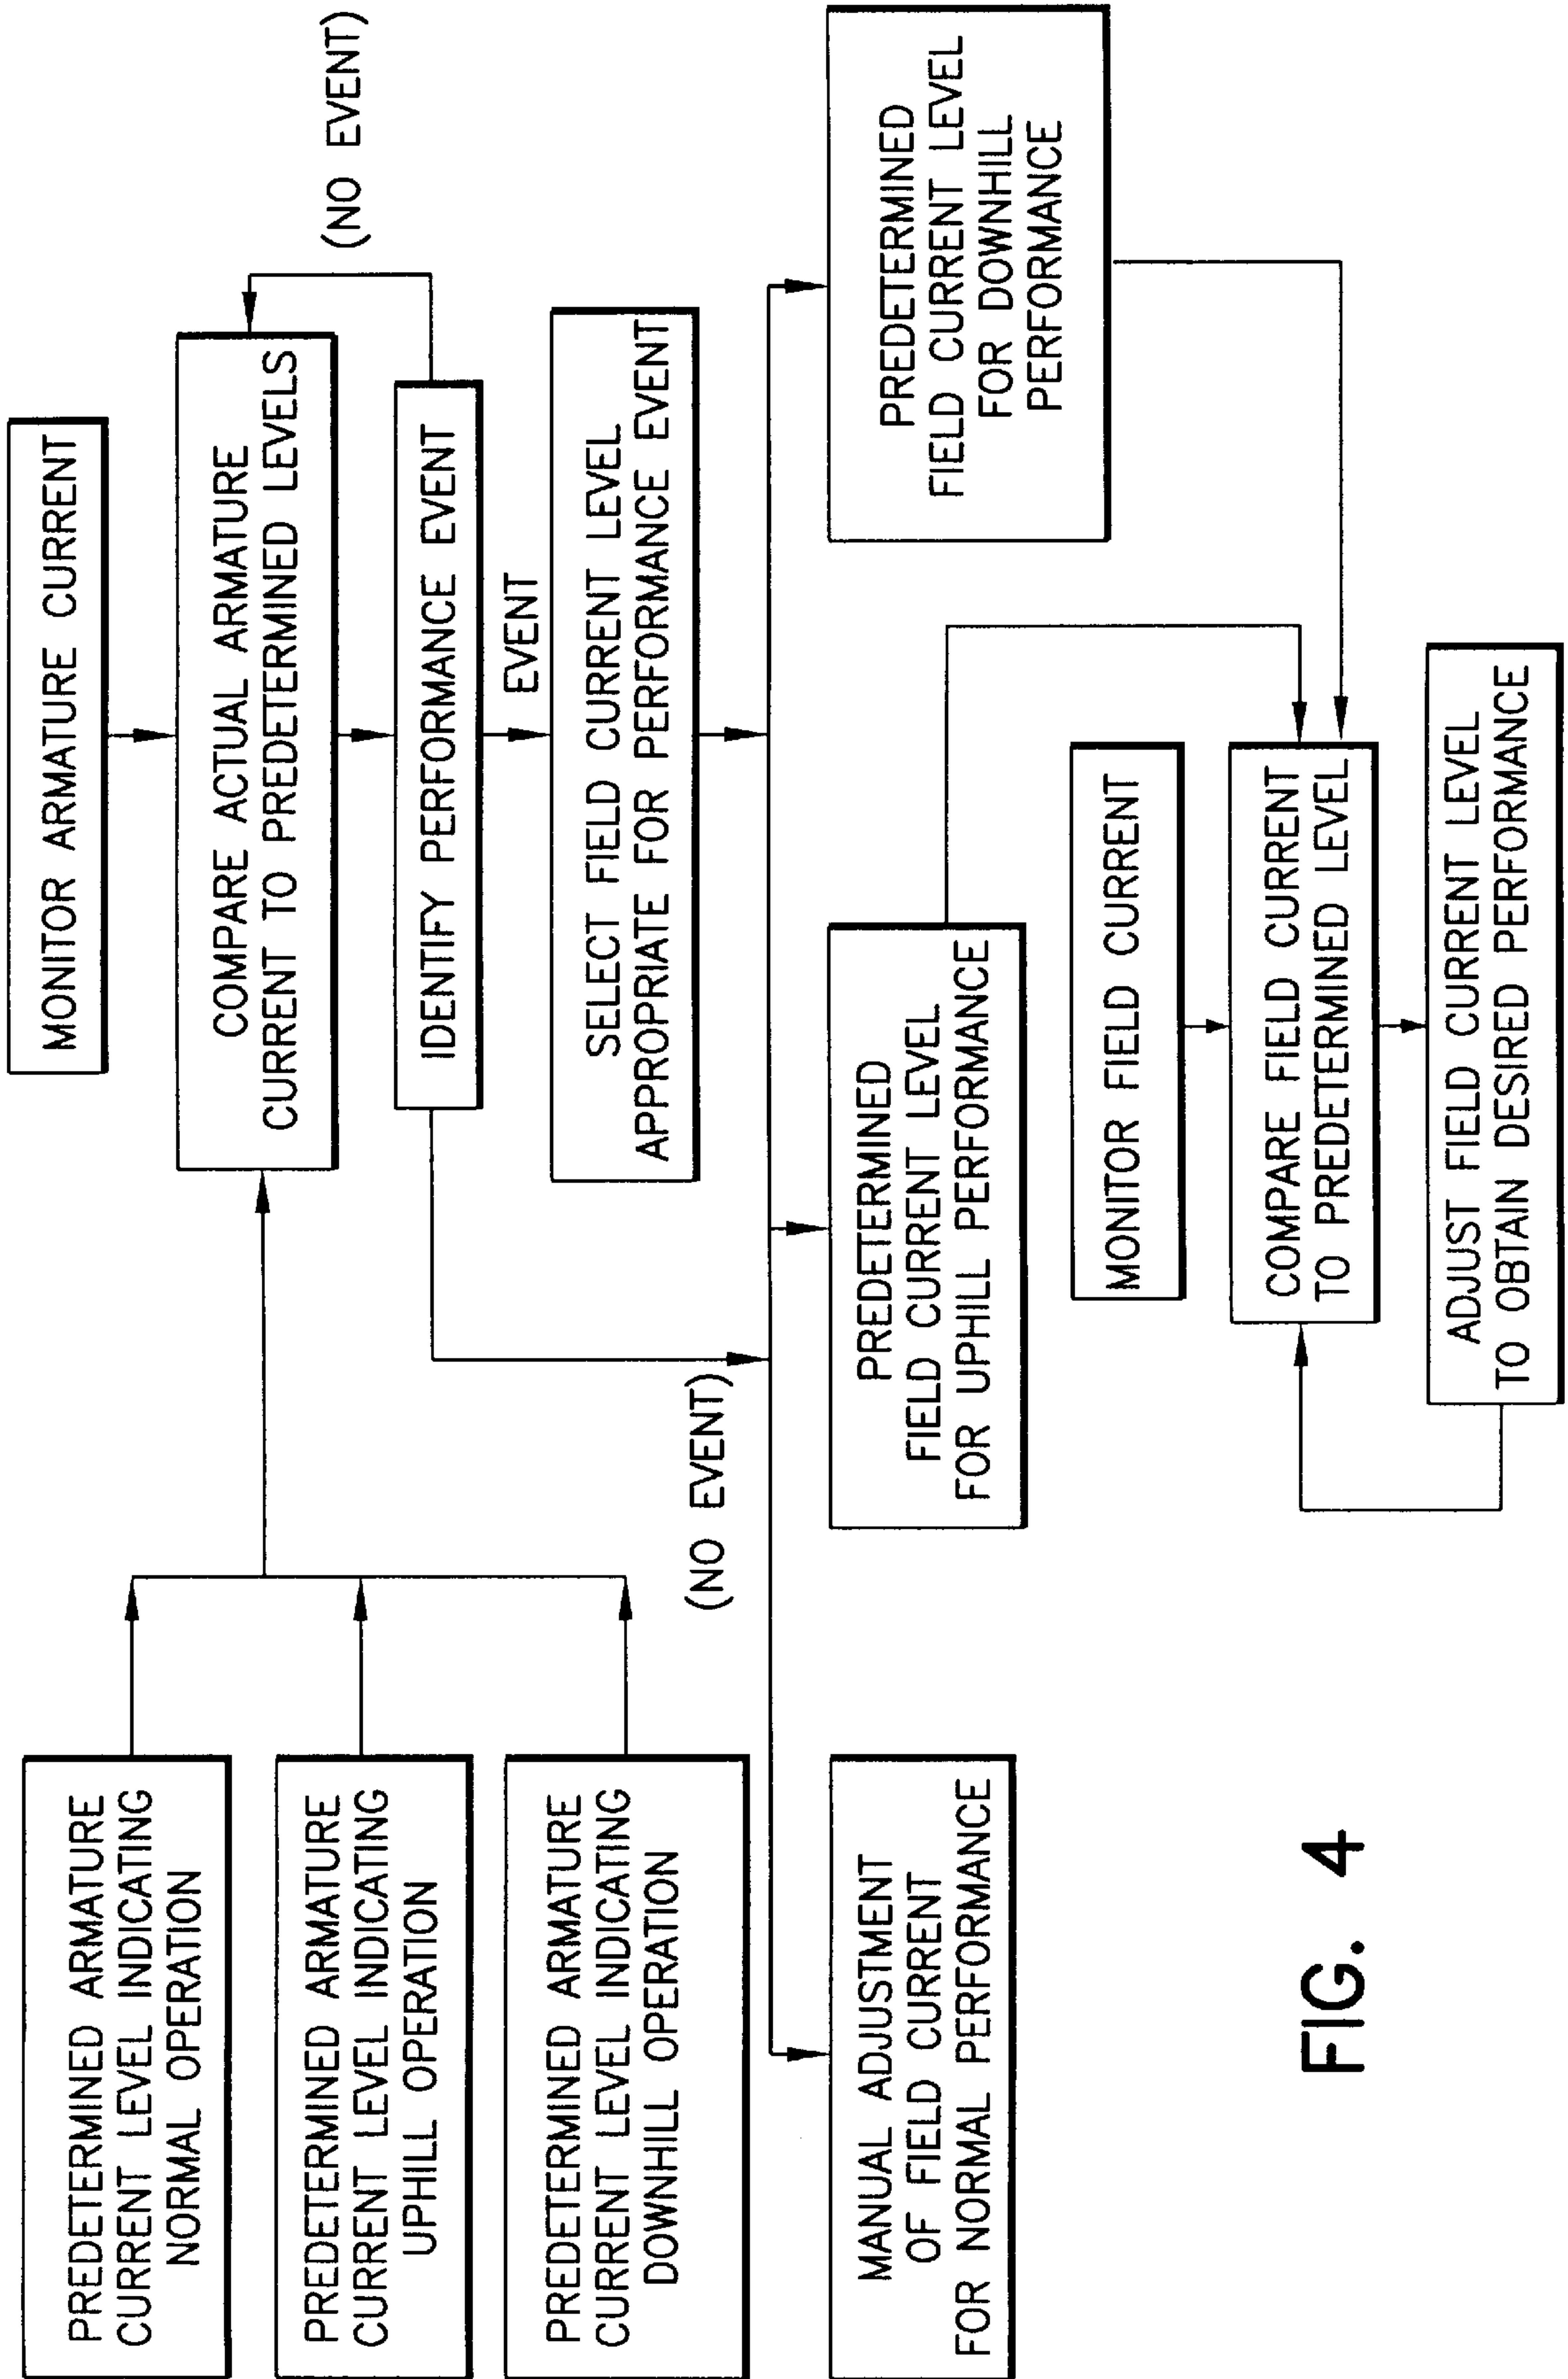 MONITOR ARMATURE CURRENT
PREDETERMINED ARMATURE
CURRENT LEVEL INDICATING
NORMAL OPERATION
COMPARE ACTUAL ARMATURE
CURRENT TO PREDETERMINED LEVELS
(NO EVENT)
PREDETERMINED ARMATURE
CURRENT LEVEL INDICATING
UPHILL OPERATION
IDENTIFY PERFORMANCE EVENT
EVENT
PREDETERMINED ARMATURE
CURRENT LEVEL INDICATING
DOWNHILL OPERATION
SELECT FIELD CURRENT LEVEL
APPROPRIATE FOR PERFORMANCE EVENT
(NO EVENT)
MANUAL ADJUSTMENT
OF FIELD CURRENT
FOR NORMAL PERFORMANCE
PREDETERMINED
FIELD CURRENT LEVEL
FOR UPHILL PERFORMANCE
PREDETERMINED
FIELD CURRENT LEVEL
FOR DOWNHILL
PERFORMANCE
MONITOR FIELD CURRENT
COMPARE FIELD CURRENT
TO PREDETERMINED LEVEL
ADJUST FIELD CURRENT LEVEL
TO OBTAIN DESIRED PERFORMANCE
FIG. 4